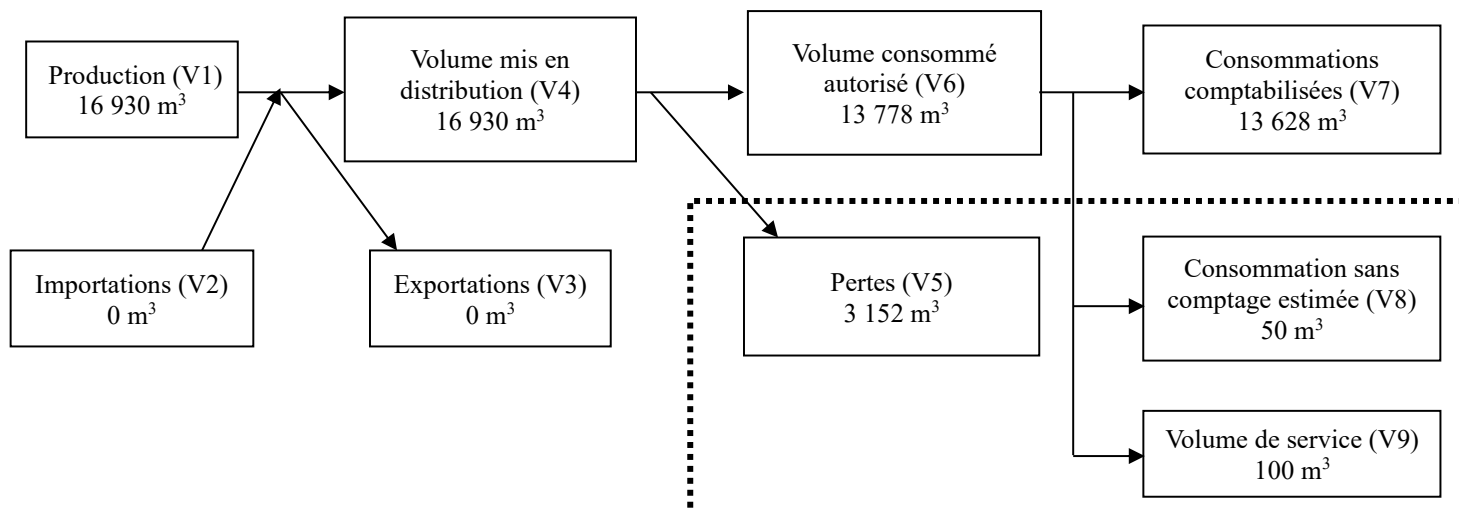 Production (V1)
16 930 m³
Volume mis en
distribution (V4)
16 930 m³
Volume consommé
autorisé (V6)
13 778 m³
Consommations
comptabilisées (V7)
13 628 m³
Importations (V2)
0 m³
Exportations (V3)
0 m³
Pertes (V5)
3 152 m³
Consommation sans
comptage estimée (V8)
50 m³
Volume de service (V9)
100 m³